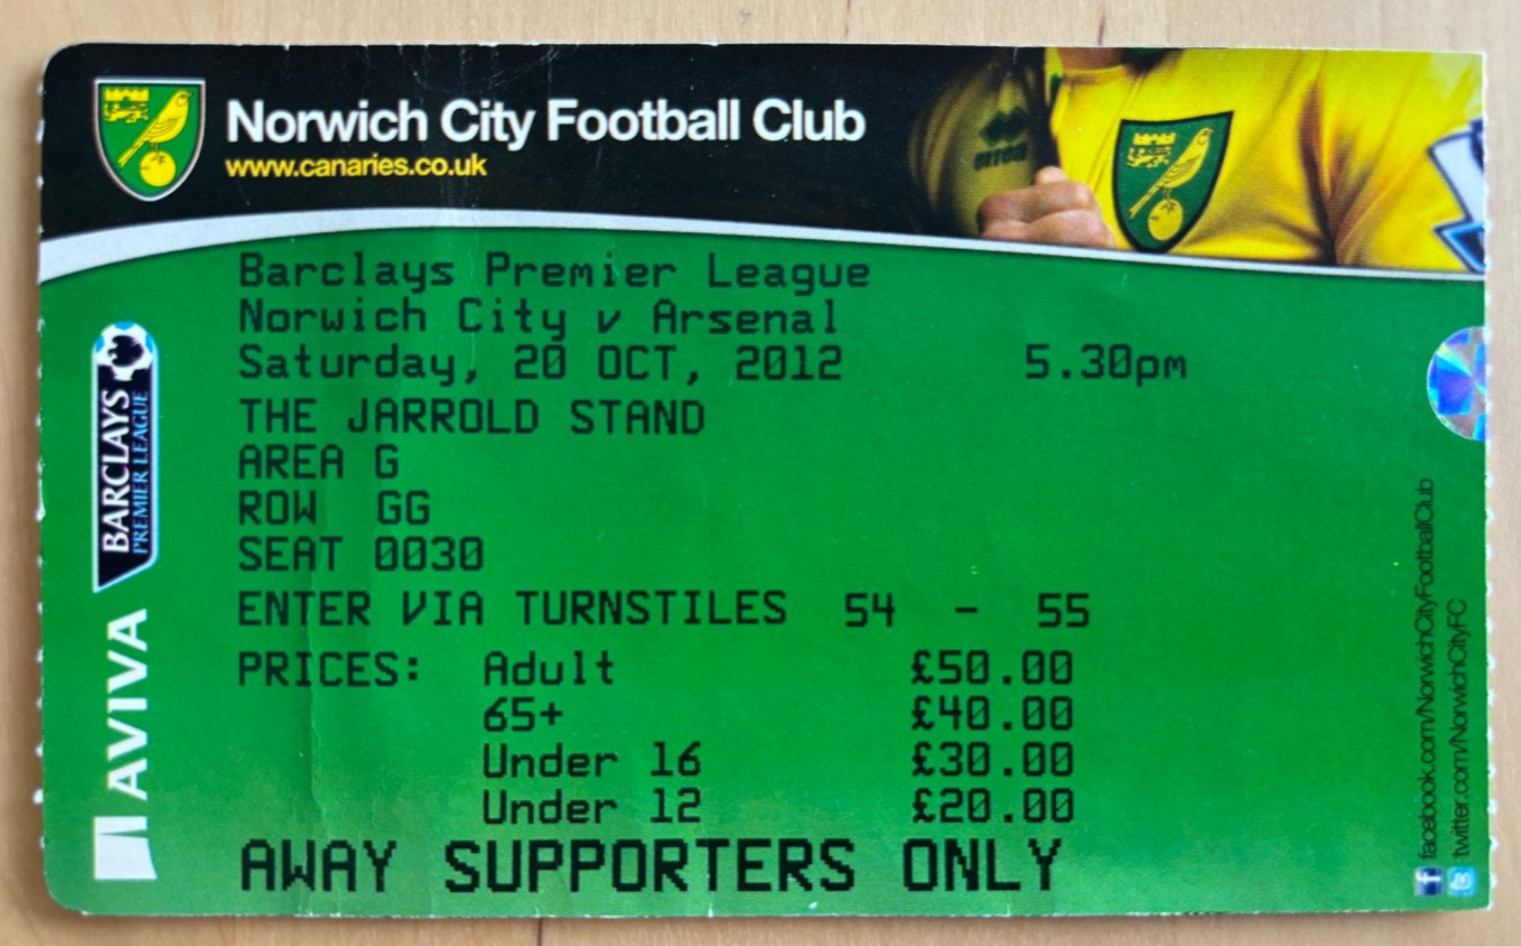 Norwich City Football Club
www.canaries.co.uk
Barclays Premier League
Norwich City v Arsenal
Saturday, 20 OCT, 2012 5.30pm
THE JARROLD STAND
AREA G
ROW GG
SEAT 0030
ENTER VIA TURNSTILES 54 - 55
PRICES: Adult £50.00
65+ £40.00
Under 16 £30.00
Under 12 £20.00
AWAY SUPPORTERS ONLY
BARCLAYS
PREMIER LEAGUE
AVIVA
facebook.com/NorwichCityFootballClub
twitter.com/NorwichCityFC